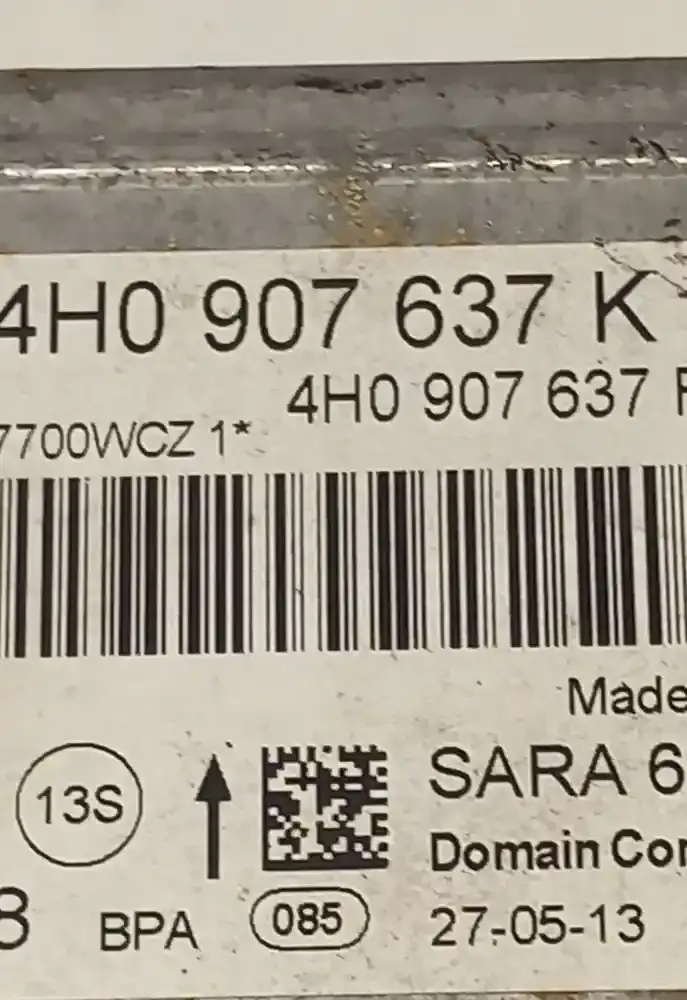 4H0 907 637 K
4H0 907 637
7700WCZ 1*
Made
SARA 6
13S
Domain Con
8 BPA 085 27-05-13